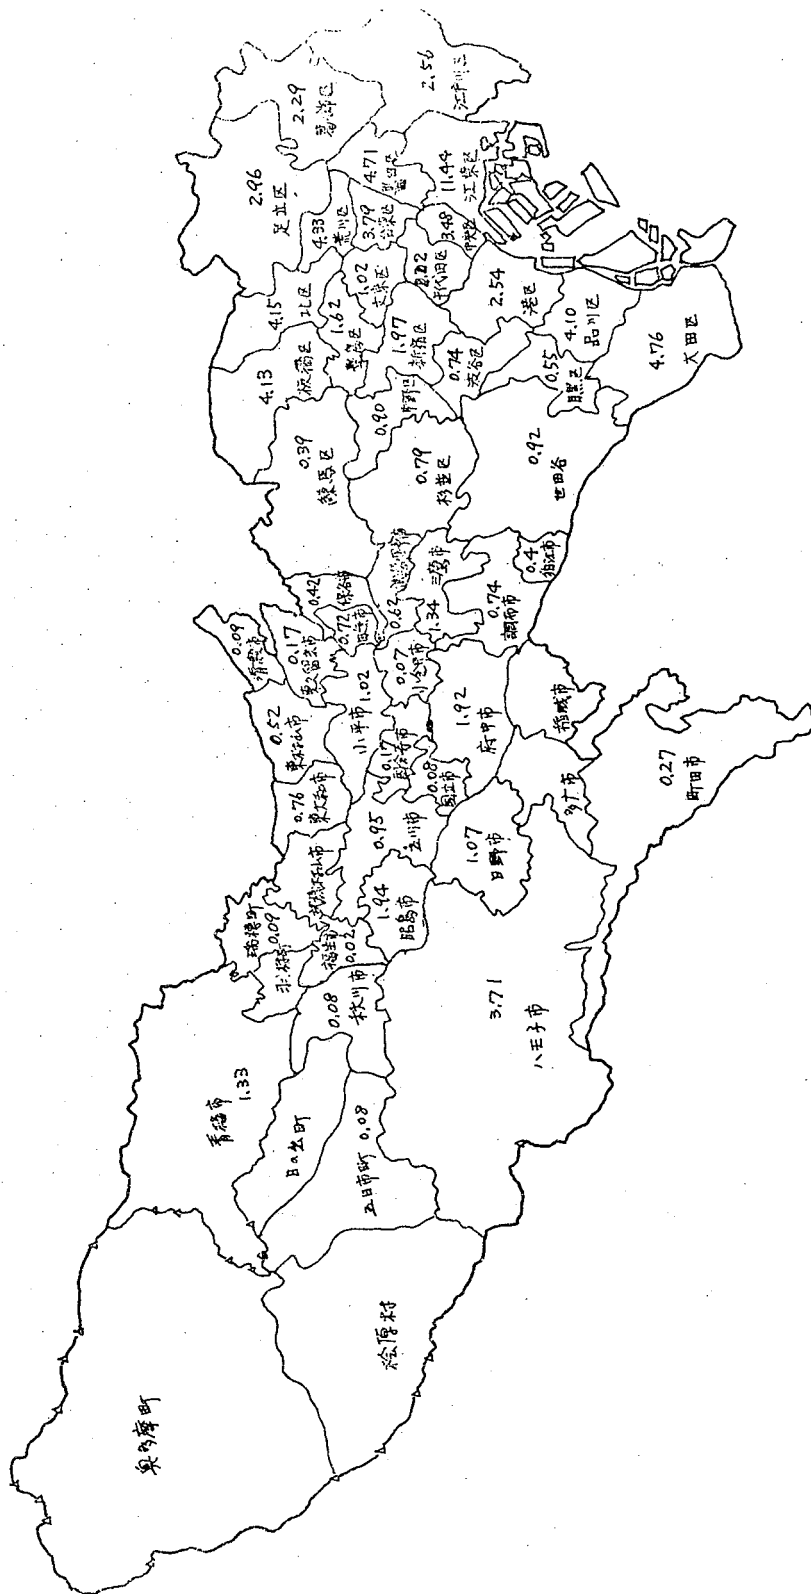 奥多摩町
桧原村
青梅市
1.33
日の出町
五日市町 0.08
0.08
秋川市
瑞穂町
0.09
羽村町
福生市
0.02
1.94
昭島市
3.71
八王子市
武蔵村山市
0.76
東大和市
0.95
立川市
1.07
日野市
0.52
東村山市
小平市 1.02
0.17
国分寺市
0.08
国立市
1.92
府中市
多广市
稲城市
0.27
町田市
0.09
清瀬市
0.17
東久留米市
0.42
保谷市
0.72
田無市
0.07
小金井市
0.62
武蔵野市
1.34
三鷹市
0.74
調布市
0.4
狛江市
0.39
練馬区
0.79
杉並区
0.92
世田谷
0.90
中野区
4.13
板橋区
1.62
豊島区
1.97
新宿区
0.74
渋谷区
0.55
目黒区
4.15
北区
1.02
文京区
千代田区
2.54
港区
4.10
品川区
4.76
大田区
2.96
足立区
4.33
荒川区
3.79
台東区
3.48
中央区
2.29
葛飾区
4.71
墨田区
11.44
江東区
2.56
江戸川区